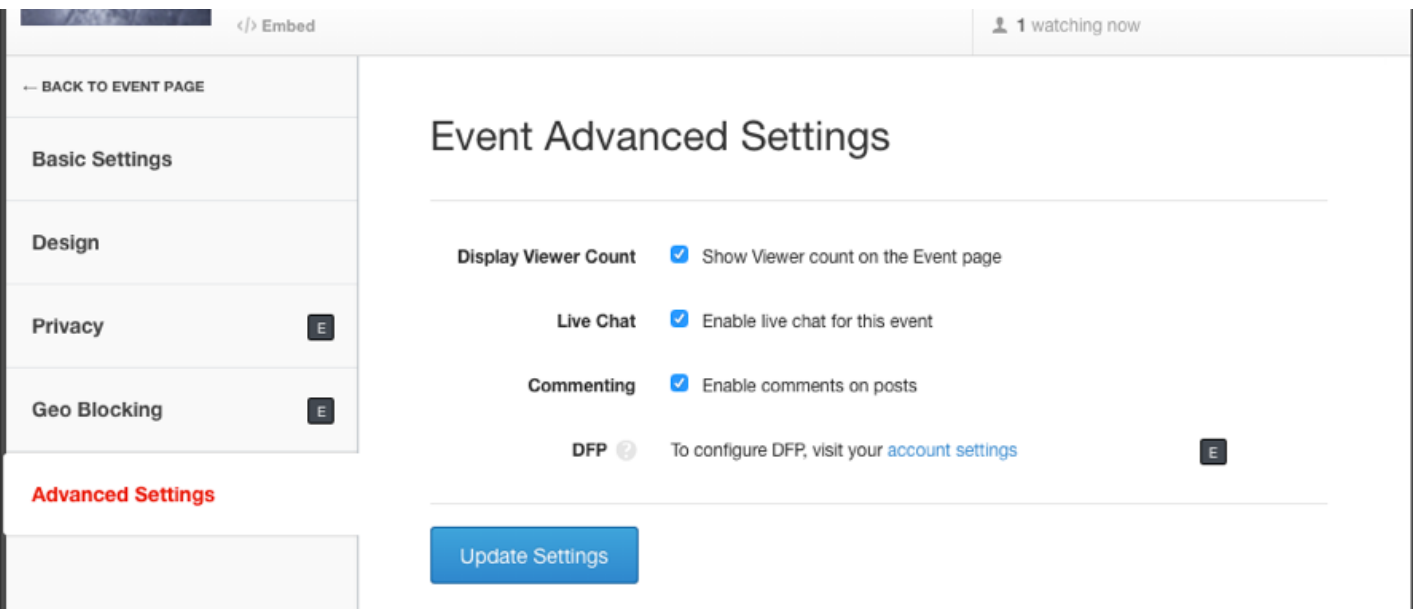 </> Embed
1 watching now
← BACK TO EVENT PAGE
Basic Settings
Design
Privacy E
Geo Blocking E
Advanced Settings
Event Advanced Settings
Display Viewer Count Show Viewer count on the Event page
Live Chat Enable live chat for this event
Commenting Enable comments on posts
DFP ? To configure DFP, visit your account settings E
Update Settings